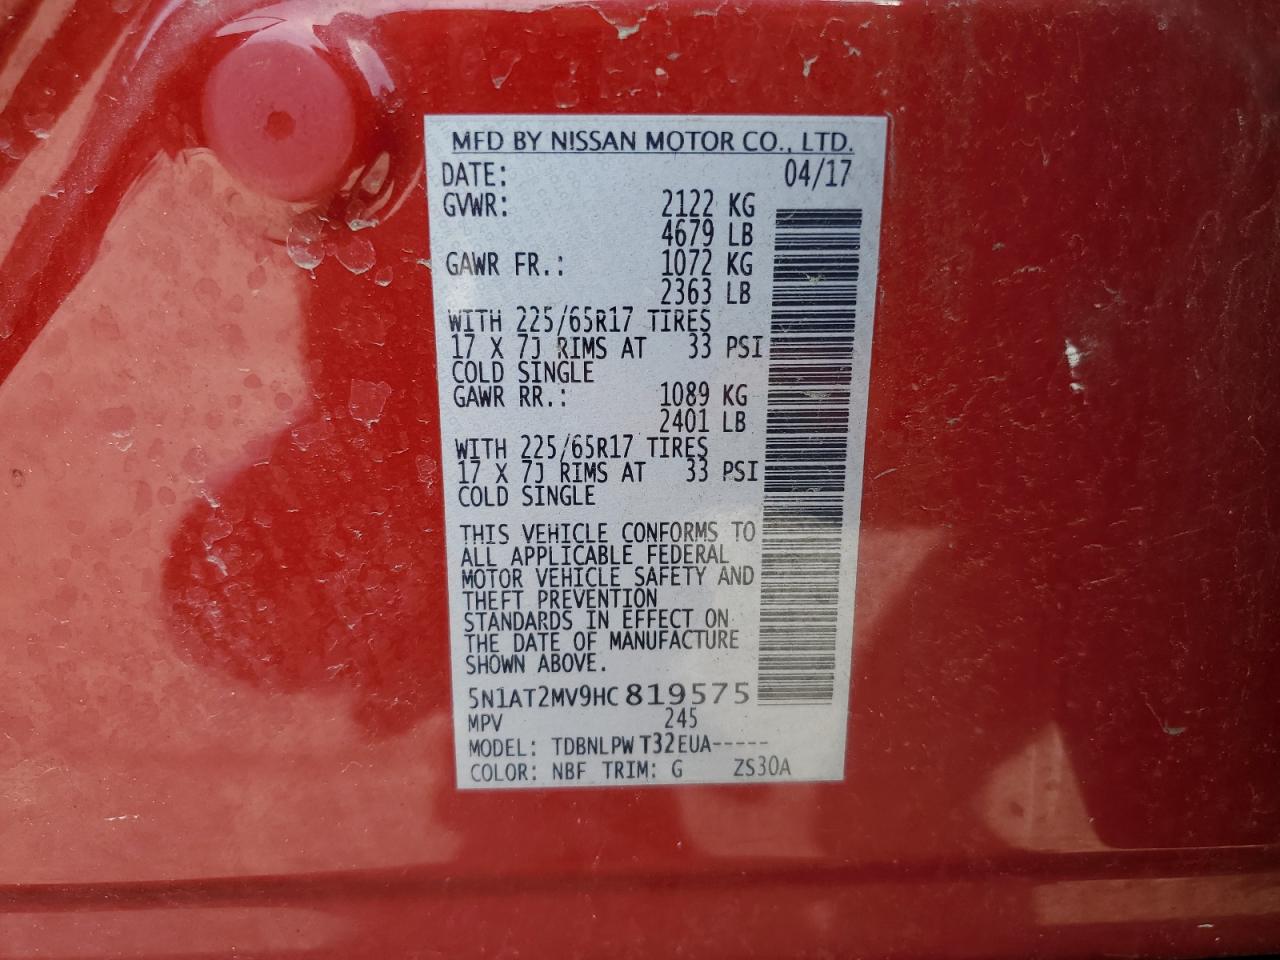 MFD BY NISSAN MOTOR CO., LTD.
DATE: 04/17
GVWR: 2122 KG
4679 LB
GAWR FR.: 1072 KG
2363 LB
WITH 225/65R17 TIRES
17 X 7J RIMS AT 33 PSI
COLD SINGLE
GAWR RR.: 1089 KG
2401 LB
WITH 225/65R17 TIRES
17 X 7J RIMS AT 33 PSI
COLD SINGLE
THIS VEHICLE CONFORMS TO
ALL APPLICABLE FEDERAL
MOTOR VEHICLE SAFETY AND
THEFT PREVENTION
STANDARDS IN EFFECT ON
THE DATE OF MANUFACTURE
SHOWN ABOVE.
5N1AT2MV9HC819575
MPV 245
MODEL: TDBNLPW T32EUA-----
COLOR: NBF TRIM: G ZS30A